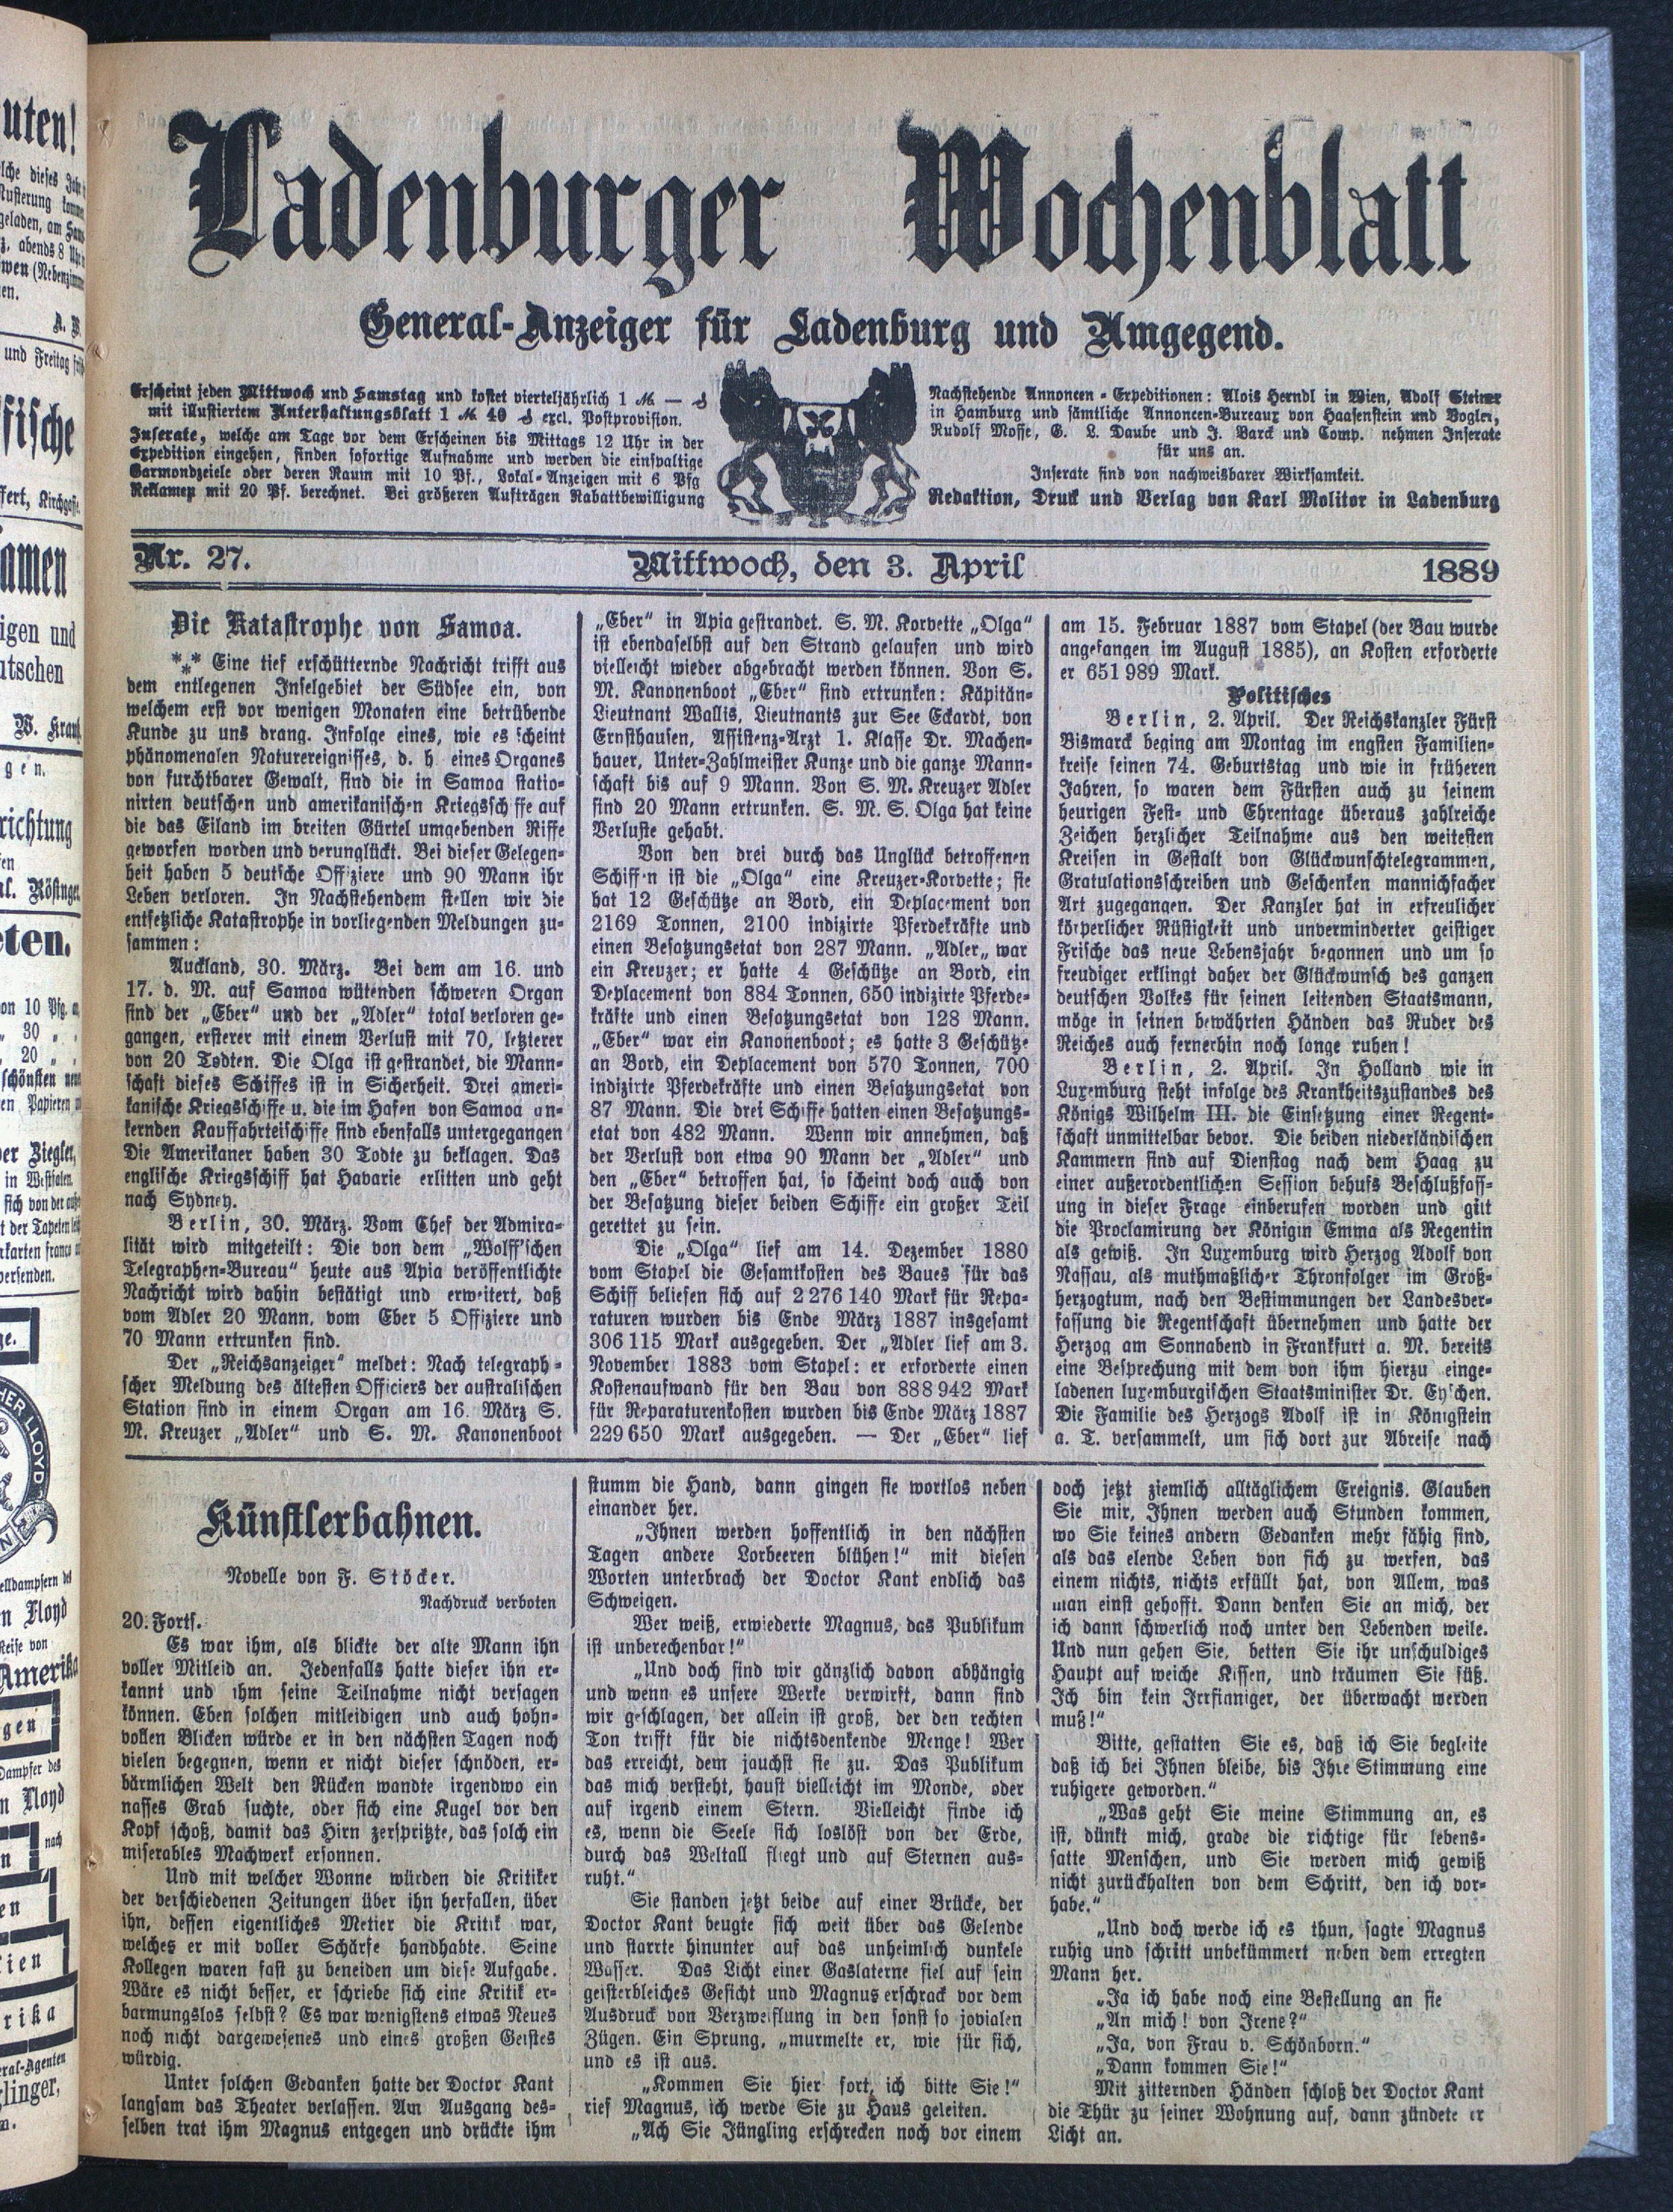 Ladenburger Wochenblatt
General-Anzeiger für Ladenburg und Umgegend.
Erscheint jeden Mittwoch und Samstag und kostet vierteljährlich 1 ℳ — ₰
mit illustriertem Unterhaltungsblatt 1 ℳ 40 ₰ excl. Postprovision.
Inserate, welche am Tage vor dem Erscheinen bis Mittags 12 Uhr in der
Expedition eingehen, finden sofortige Aufnahme und werden die einspaltige
Garmondzeile oder deren Raum mit 10 Pf., Lokal-Anzeigen mit 6 Pfg
Reklamen mit 20 Pf. berechnet. Bei größeren Aufträgen Rabattbewilligung
Nachstehende Annoncen-Expeditionen: Alois Herndl in Wien, Adolf Steiner
in Hamburg und sämtliche Annoncen-Bureaux von Haasenstein und Vogler,
Rudolf Mosse, G. L. Daube und J. Barck und Comp. nehmen Inserate
für uns an.
Inserate sind von nachweisbarer Wirksamkeit.
Redaktion, Druck und Verlag von Karl Molitor in Ladenburg
Nr. 27. Mittwoch, den 3. April 1889
Die Katastrophe von Samoa.
*** Eine tief erschütternde Nachricht trifft aus
dem entlegenen Inselgebiet der Südsee ein, von
welchem erst vor wenigen Monaten eine betrübende
Kunde zu uns drang. Infolge eines, wie es scheint
phänomenalen Naturereignisses, d. h eines Organes
von furchtbarer Gewalt, sind die in Samoa statio-
nirten deutschen und amerikanischen Kriegssch ffe auf
die das Eiland im breiten Gürtel umgebenden Riffe
geworfen worden und verunglückt. Bei dieser Gelegen-
heit haben 5 deutsche Offiziere und 90 Mann ihr
Leben verloren. In Nachstehendem stellen wir die
entsetzliche Katastrophe in vorliegenden Meldungen zu-
sammen:
Auckland, 30. März. Bei dem am 16. und
17. d. M. auf Samoa wütenden schweren Organ
sind der „Eber“ und der „Adler“ total verloren ge-
gangen, ersterer mit einem Verlust mit 70, letzterer
von 20 Todten. Die Olga ist gestrandet, die Mann-
schaft dieses Schiffes ist in Sicherheit. Drei ameri-
kanische Kriegsschiffe u. die im Hafen von Samoa an-
kernden Kauffahrteischiffe sind ebenfalls untergegangen
Die Amerikaner haben 30 Todte zu beklagen. Das
englische Kriegsschiff hat Havarie erlitten und geht
nach Sydney.
Berlin, 30. März. Vom Chef der Admira-
lität wird mitgeteilt: Die von dem „Wolff'schen
Telegraphen-Bureau“ heute aus Apia veröffentlichte
Nachricht wird dahin bestätigt und erweitert, daß
vom Adler 20 Mann, vom Eber 5 Offiziere und
70 Mann ertrunken sind.
Der „Reichsanzeiger“ meldet: Nach telegraph-
scher Meldung des ältesten Officiers der australischen
Station sind in einem Organ am 16. März S.
M. Kreuzer „Adler“ und S. M. Kanonenboot
„Eber“ in Apia gestrandet. S. M. Korvette „Olga“
ist ebendaselbst auf den Strand gelaufen und wird
vielleicht wieder abgebracht werden können. Von S.
M. Kanonenboot „Eber“ sind ertrunken: Kapitän-
Lieutnant Wallis, Lieutnants zur See Eckardt, von
Ernsthausen, Assistenz-Arzt 1. Klasse Dr. Machen-
hauer, Unter-Zahlmeister Kunze und die ganze Mann-
schaft bis auf 9 Mann. Von S. M. Kreuzer Adler
sind 20 Mann ertrunken. S. M. S. Olga hat keine
Verluste gehabt.
Von den drei durch das Unglück betroffenen
Schiff n ist die „Olga“ eine Kreuzer-Korvette; sie
hat 12 Geschütze an Bord, ein Deplacement von
2169 Tonnen, 2100 indizirte Pferdekräfte und
einen Besatzungsetat von 287 Mann. „Adler„ war
ein Kreuzer; er hatte 4 Geschütze an Bord, ein
Deplacement von 884 Tonnen, 650 indizirte Pferde-
kräfte und einen Besatzungsetat von 128 Mann.
„Eber“ war ein Kanonenboot; es hatte 3 Geschütze
an Bord, ein Deplacement von 570 Tonnen, 700
indizirte Pferdekräfte und einen Besatzungsetat von
87 Mann. Die drei Schiffe hatten einen Besatzungs-
etat von 482 Mann. Wenn wir annehmen, daß
der Verlust von etwa 90 Mann der „Adler“ und
den „Eber“ betroffen hat, so scheint doch auch von
der Besatzung dieser beiden Schiffe ein großer Teil
gerettet zu sein.
Die „Olga“ lief am 14. Dezember 1880
vom Stapel die Gesamtkosten des Baues für das
Schiff beliefen sich auf 2 276 140 Mark für Repa-
raturen wurden bis Ende März 1887 insgesamt
306 115 Mark ausgegeben. Der „Adler lief am 3.
November 1883 vom Stapel: er erforderte einen
Kostenaufwand für den Bau von 888 942 Mark
für Reparaturenkosten wurden bis Ende März 1887
229 650 Mark ausgegeben. — Der „Eber“ lief
am 15. Februar 1887 vom Stapel (der Bau wurde
angefangen im August 1885), an Kosten erforderte
er 651 989 Mark.
Politisches
Berlin, 2. April. Der Reichskanzler Fürst
Bismarck beging am Montag im engsten Familien-
kreise seinen 74. Geburtstag und wie in früheren
Jahren, so waren dem Fürsten auch zu seinem
heurigen Fest- und Ehrentage überaus zahlreiche
Zeichen herzlicher Teilnahme aus den weitesten
Kreisen in Gestalt von Glückwunschtelegrammen,
Gratulationsschreiben und Geschenken mannichfacher
Art zugegangen. Der Kanzler hat in erfreulicher
körperlicher Rüstigkeit und unverminderter geistiger
Frische das neue Lebensjahr begonnen und um so
freudiger erklingt daher der Glückwunsch des ganzen
deutschen Volkes für seinen leitenden Staatsmann,
möge in seinen bewährten Händen das Ruder des
Reiches auch fernerhin noch lange ruhen!
Berlin, 2. April. In Holland wie in
Luxemburg steht infolge des Krankheitszustandes des
Königs Wilhelm III. die Einsetzung einer Regent-
schaft unmittelbar bevor. Die beiden niederländischen
Kammern sind auf Dienstag nach dem Haag zu
einer außerordentlichen Session behufs Beschlußfass-
ung in dieser Frage einberufen worden und gilt
die Proclamirung der Königin Emma als Regentin
als gewiß. In Luxemburg wird Herzog Adolf von
Nassau, als muthmaßlicher Thronfolger im Groß-
herzogtum, nach den Bestimmungen der Landesver-
fassung die Regentschaft übernehmen und hatte der
Herzog am Sonnabend in Frankfurt a. M. bereits
eine Besprechung mit dem von ihm hierzu einge-
ladenen luxemburgischen Staatsminister Dr. Eyschen.
Die Familie des Herzogs Adolf ist in Königstein
a. T. versammelt, um sich dort zur Abreise nach
Künstlerbahnen.
Novelle von F. Stöcker.
Nachdruck verboten
20. Forts.
Es war ihm, als blickte der alte Mann ihn
voller Mitleid an. Jedenfalls hatte dieser ihn er-
kannt und ihm seine Teilnahme nicht versagen
können. Eben solchen mitleidigen und auch hohn-
vollen Blicken würde er in den nächsten Tagen noch
vielen begegnen, wenn er nicht dieser schnöden, er-
bärmlichen Welt den Rücken wandte irgendwo ein
nasses Grab suchte, oder sich eine Kugel vor den
Kopf schoß, damit das Hirn zerspritzte, das solch ein
miserables Machwerk ersonnen.
Und mit welcher Wonne würden die Kritiker
der verschiedenen Zeitungen über ihn herfallen, über
ihn, dessen eigentliches Metier die Kritik war,
welches er mit voller Schärfe handhabte. Seine
Kollegen waren fast zu beneiden um diese Aufgabe.
Wäre es nicht besser, er schriebe sich eine Kritik er-
barmungslos selbst? Es war wenigstens etwas Neues
noch nicht dargewesenes und eines großen Geistes
würdig.
Unter solchen Gedanken hatte der Doctor Kant
langsam das Theater verlassen. Am Ausgang des-
selben trat ihm Magnus entgegen und drückte ihm
stumm die Hand, dann gingen sie wortlos neben
einander her.
„Ihnen werden hoffentlich in den nächsten
Tagen andere Lorbeeren blühen!“ mit diesen
Worten unterbrach der Doctor Kant endlich das
Schweigen.
Wer weiß, erwiederte Magnus, das Publikum
ist unberechenbar!“
„Und doch sind wir gänzlich davon abhängig
und wenn es unsere Werke verwirft, dann sind
wir geschlagen, der allein ist groß, der den rechten
Ton trifft für die nichtsdenkende Menge! Wer
das erreicht, dem jauchst sie zu. Das Publikum
das mich versteht, haust vielleicht im Monde, oder
auf irgend einem Stern. Vielleicht finde ich
es, wenn die Seele sich loslöst von der Erde,
durch das Weltall fliegt und auf Sternen aus-
ruht.“
Sie standen jetzt beide auf einer Brücke, der
Doctor Kant beugte sich weit über das Gelende
und starrte hinunter auf das unheimlich dunkele
Wasser. Das Licht einer Gaslaterne fiel auf sein
geisterbleiches Gesicht und Magnus erschrack vor dem
Ausdruck von Verzweiflung in den sonst so jovialen
Zügen. Ein Sprung, „murmelte er, wie für sich,
und es ist aus.
„Kommen Sie hier fort, ich bitte Sie!“
rief Magnus, ich werde Sie zu Haus geleiten.
„Ach Sie Jüngling erschrecken noch vor einem
doch jetzt ziemlich alltäglichem Ereignis. Glauben
Sie mir, Ihnen werden auch Stunden kommen,
wo Sie keines andern Gedanken mehr fähig sind,
als das elende Leben von sich zu werfen, das
einem nichts, nichts erfüllt hat, von Allem, was
man einst gehofft. Dann denken Sie an mich, der
ich dann schwerlich noch unter den Lebenden weile.
Und nun gehen Sie, betten Sie ihr unschuldiges
Haupt auf weiche Kissen, und träumen Sie süß.
Ich bin kein Irrsinniger, der überwacht werden
muß!“
Bitte, gestatten Sie es, daß ich Sie begleite
daß ich bei Ihnen bleibe, bis Ihre Stimmung eine
ruhigere geworden.“
„Was geht Sie meine Stimmung an, es
ist, dünkt mich, grade die richtige für lebens-
satte Menschen, und Sie werden mich gewiß
nicht zurückhalten von dem Schritt, den ich vor-
habe.“
„Und doch werde ich es thun, sagte Magnus
ruhig und schritt unbekümmert neben dem erregten
Mann her.
„Ja ich habe noch eine Bestellung an sie
„An mich! von Irene?“
„Ja, von Frau v. Schönborn.“
„Dann kommen Sie!“
Mit zitternden Händen schloß der Doctor Kant
die Thür zu seiner Wohnung auf, dann zündete er
Licht an.